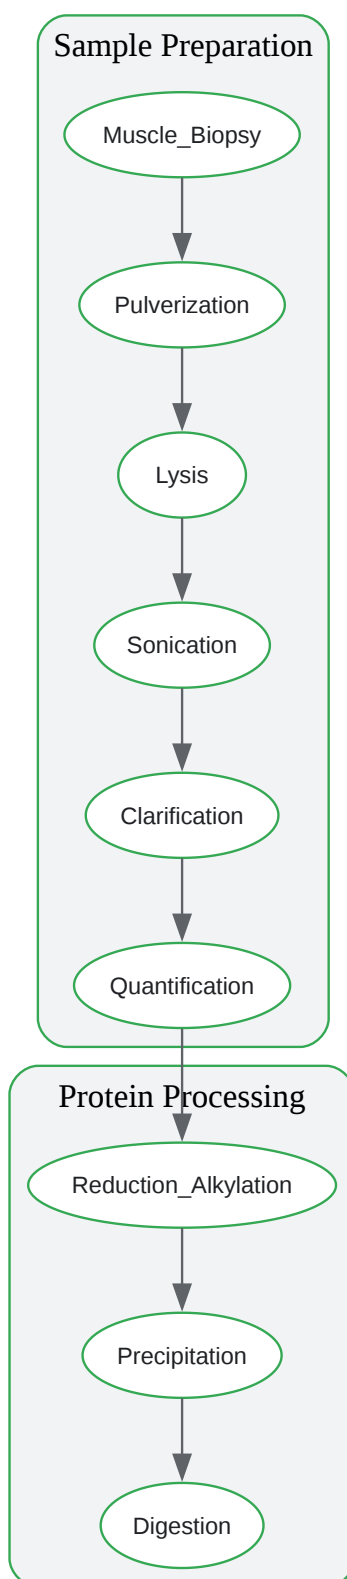 Sample Preparation
Muscle_Biopsy
Pulverization
Lysis
Sonication
Clarification
Quantification
Protein Processing
Reduction_Alkylation
Precipitation
Digestion